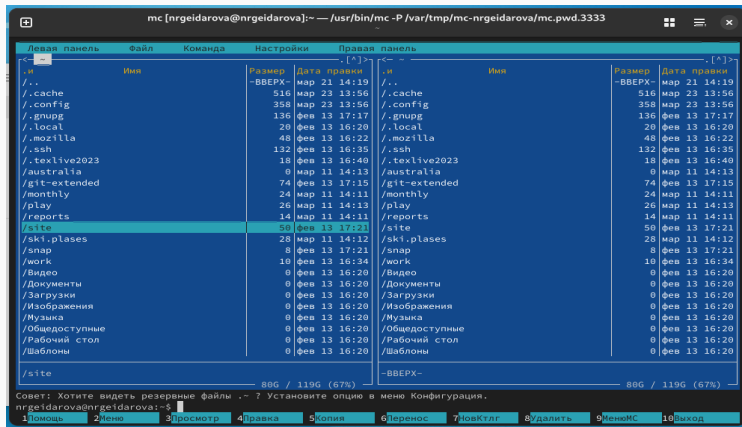 mc [nrgeidarova@nrgeidarova]:~ — /usr/bin/mc -P /var/tmp/mc-nrgeidarova/mc.pwd.3333
~
Левая панель Файл Команда Настройки Правая панель
<- ~ .[^]> <- ~ .[^]>
.и Имя Размер Дата правки .и Имя Размер Дата правки
/.. -ВВЕРХ- мар 21 14:19 /.. -ВВЕРХ- мар 21 14:19
/.cache 516 мар 23 13:56 /.cache 516 мар 23 13:56
/.config 358 мар 23 13:56 /.config 358 мар 23 13:56
/.gnupg 136 фев 13 17:17 /.gnupg 136 фев 13 17:17
/.local 20 фев 13 16:20 /.local 20 фев 13 16:20
/.mozilla 48 фев 13 16:22 /.mozilla 48 фев 13 16:22
/.ssh 132 фев 13 16:35 /.ssh 132 фев 13 16:35
/.texlive2023 18 фев 13 16:40 /.texlive2023 18 фев 13 16:40
/australia 0 мар 11 14:13 /australia 0 мар 11 14:13
/git-extended 74 фев 13 17:15 /git-extended 74 фев 13 17:15
/monthly 24 мар 11 14:11 /monthly 24 мар 11 14:11
/play 26 мар 11 14:13 /play 26 мар 11 14:13
/reports 14 мар 11 14:11 /reports 14 мар 11 14:11
/site 50 фев 13 17:21 /site 50 фев 13 17:21
/ski.plases 28 мар 11 14:12 /ski.plases 28 мар 11 14:12
/snap 8 фев 13 17:21 /snap 8 фев 13 17:21
/work 10 фев 13 16:34 /work 10 фев 13 16:34
/Видео 0 фев 13 16:20 /Видео 0 фев 13 16:20
/Документы 0 фев 13 16:20 /Документы 0 фев 13 16:20
/Загрузки 0 фев 13 16:20 /Загрузки 0 фев 13 16:20
/Изображения 0 фев 13 16:20 /Изображения 0 фев 13 16:20
/Музыка 0 фев 13 16:20 /Музыка 0 фев 13 16:20
/Общедоступные 0 фев 13 16:20 /Общедоступные 0 фев 13 16:20
/Рабочий стол 0 фев 13 16:20 /Рабочий стол 0 фев 13 16:20
/Шаблоны 0 фев 13 16:20 /Шаблоны 0 фев 13 16:20
/site -ВВЕРХ-
80G / 119G (67%) 80G / 119G (67%)
Совет: Хотите видеть резервные файлы .~ ? Установите опцию в меню Конфигурация.
nrgeidarova@nrgeidarova:~$
1Помощь 2Меню 3Просмотр 4Правка 5Копия 6Перенос 7НовКтлг 8Удалить 9МенюMC 10Выход